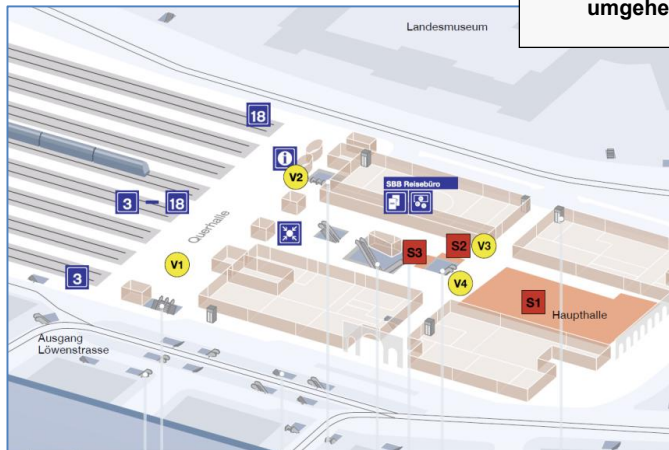 umgehe
Landesmuseum
18
i
V2
SBB Reisebüro
3 - 18
Querhalle
S3
S2
V3
V1
V4
3
S1
Haupthalle
Ausgang
Löwenstrasse